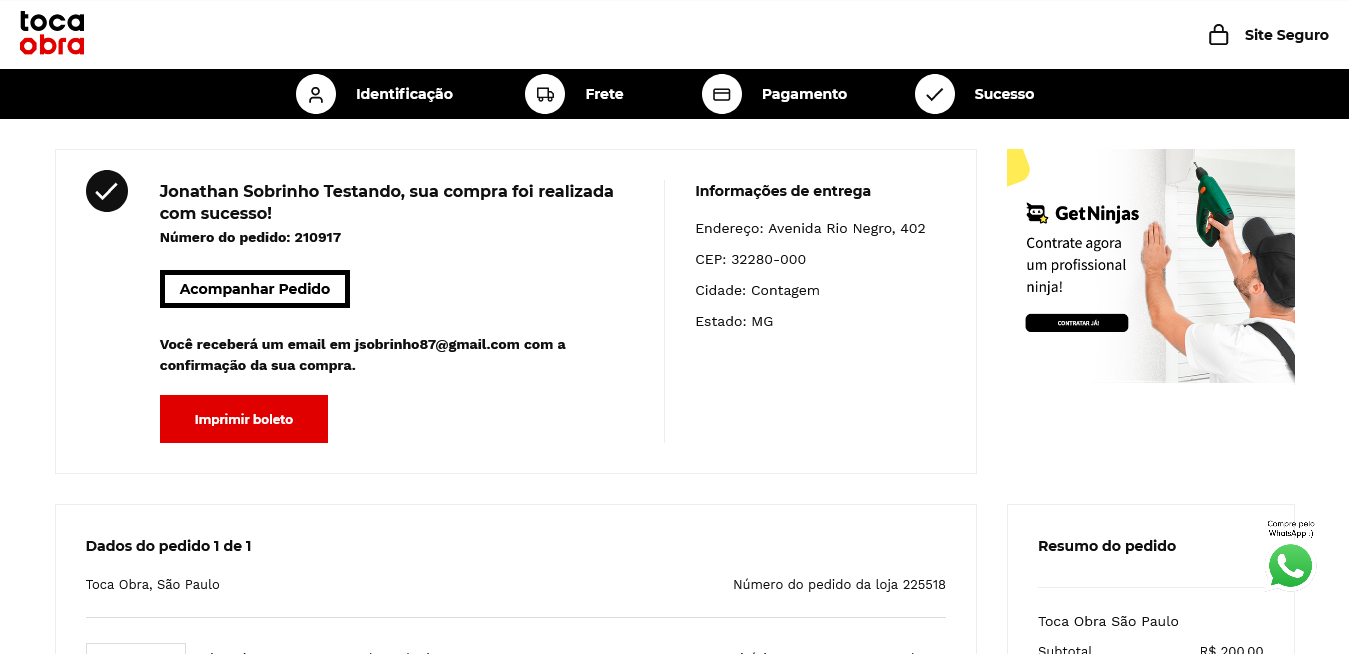 toca
obra
Site Seguro
Identificação
Frete
Pagamento
Sucesso
Jonathan Sobrinho Testando, sua compra foi realizada
com sucesso!
Número do pedido: 210917
Acompanhar Pedido
Você receberá um email em jsobrinho87@gmail.com com a
confirmação da sua compra.
Imprimir boleto
Informações de entrega
Endereço: Avenida Rio Negro, 402
CEP: 32280-000
Cidade: Contagem
Estado: MG
GetNinjas
Contrate agora
um profissional
ninja!
CONTRATAR JÁ!
Dados do pedido 1 de 1
Toca Obra, São Paulo
Número do pedido da loja 225518
Compre pelo
WhatsApp :)
Resumo do pedido
Toca Obra São Paulo
Subtotal
R$ 200,00